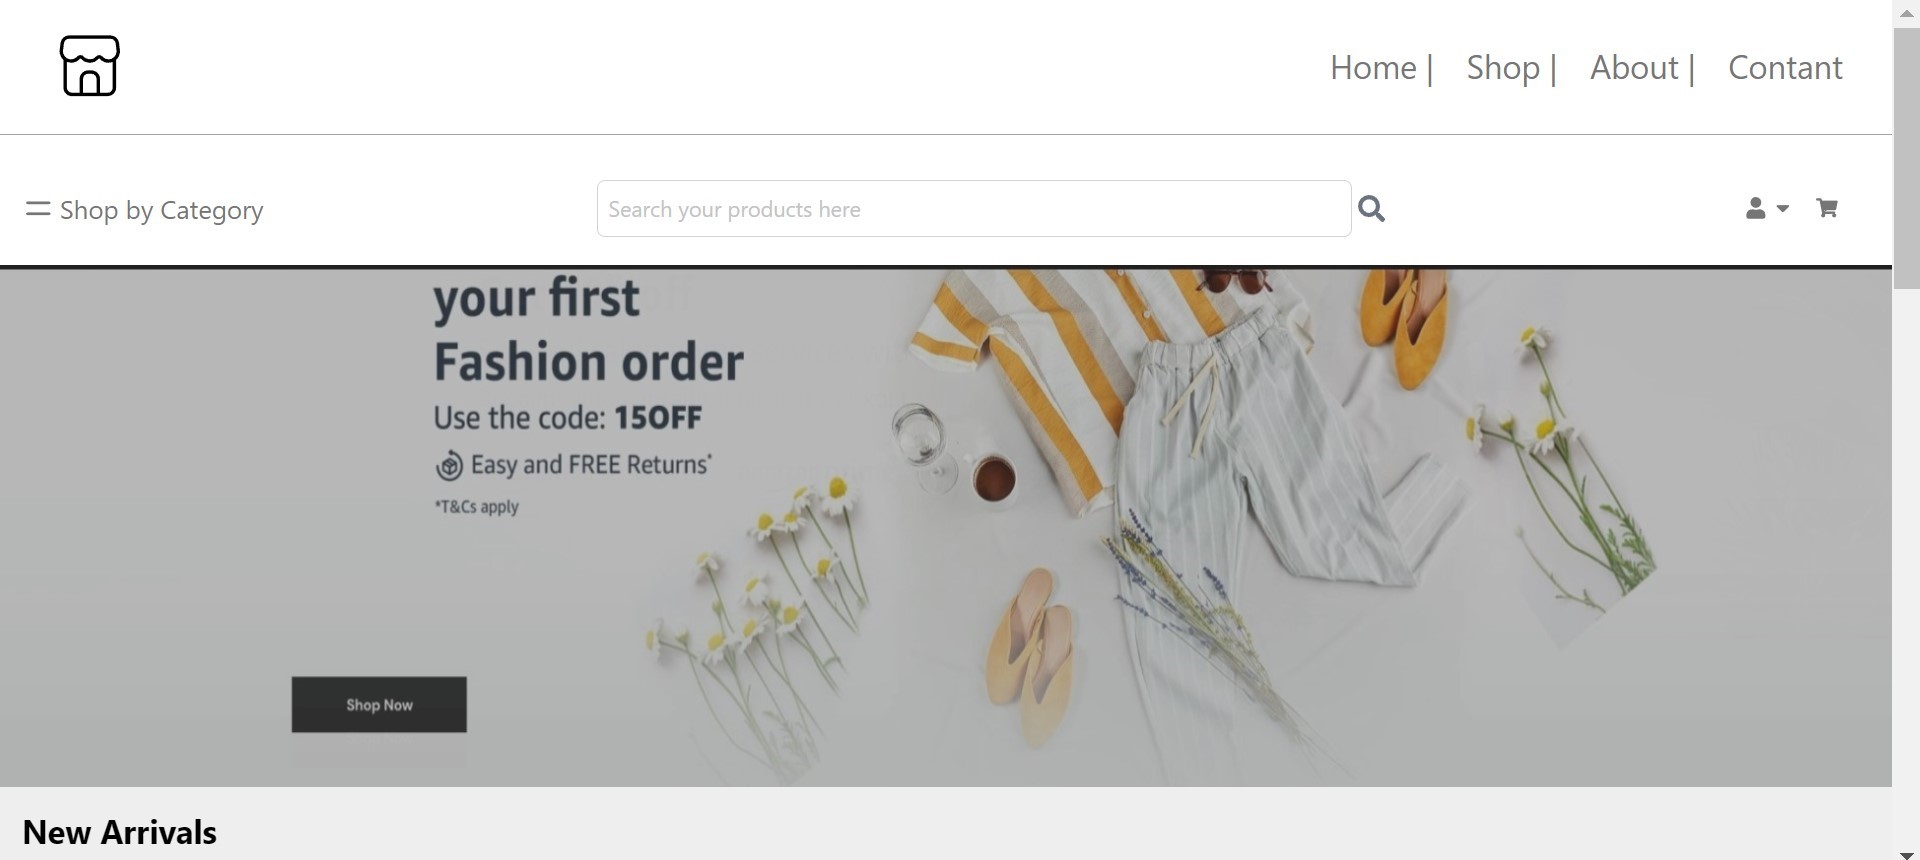 Home | Shop | About | Contant
Shop by Category
Search your products here
your first
Fashion order
Use the code: 15OFF
Easy and FREE Returns*
*T&Cs apply
Shop Now
New Arrivals